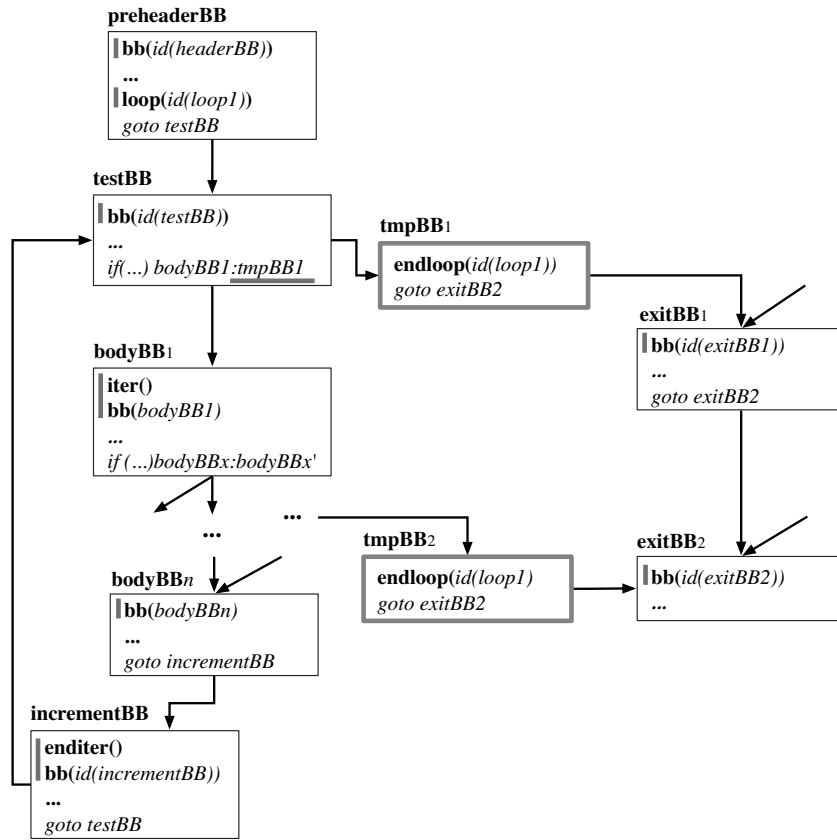 preheaderBB
bb(id(headerBB))
...
loop(id(loop1))
goto testBB
testBB
bb(id(testBB))
...
if(...) bodyBB1:tmpBB1
tmpBB1
endloop(id(loop1))
goto exitBB2
exitBB1
bb(id(exitBB1))
...
goto exitBB2
bodyBB1
iter()
bb(bodyBB1)
...
if (...)bodyBBx:bodyBBx'
...
...
tmpBB2
endloop(id(loop1)
goto exitBB2
exitBB2
bb(id(exitBB2))
...
bodyBBn
bb(bodyBBn)
...
goto incrementBB
incrementBB
enditer()
bb(id(incrementBB))
...
goto testBB